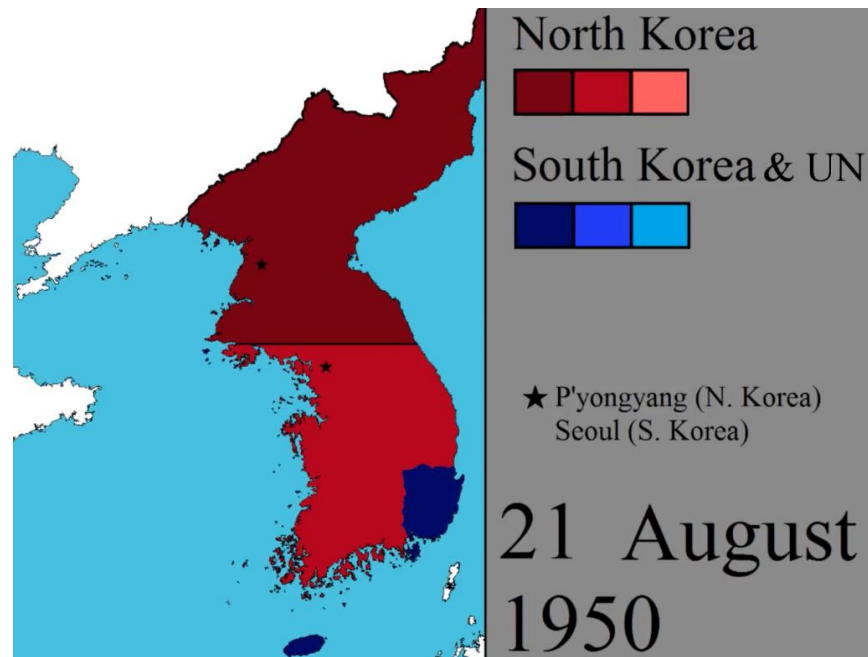 North Korea
South Korea & UN
★ P'yongyang (N. Korea)
Seoul (S. Korea)
21 August
1950